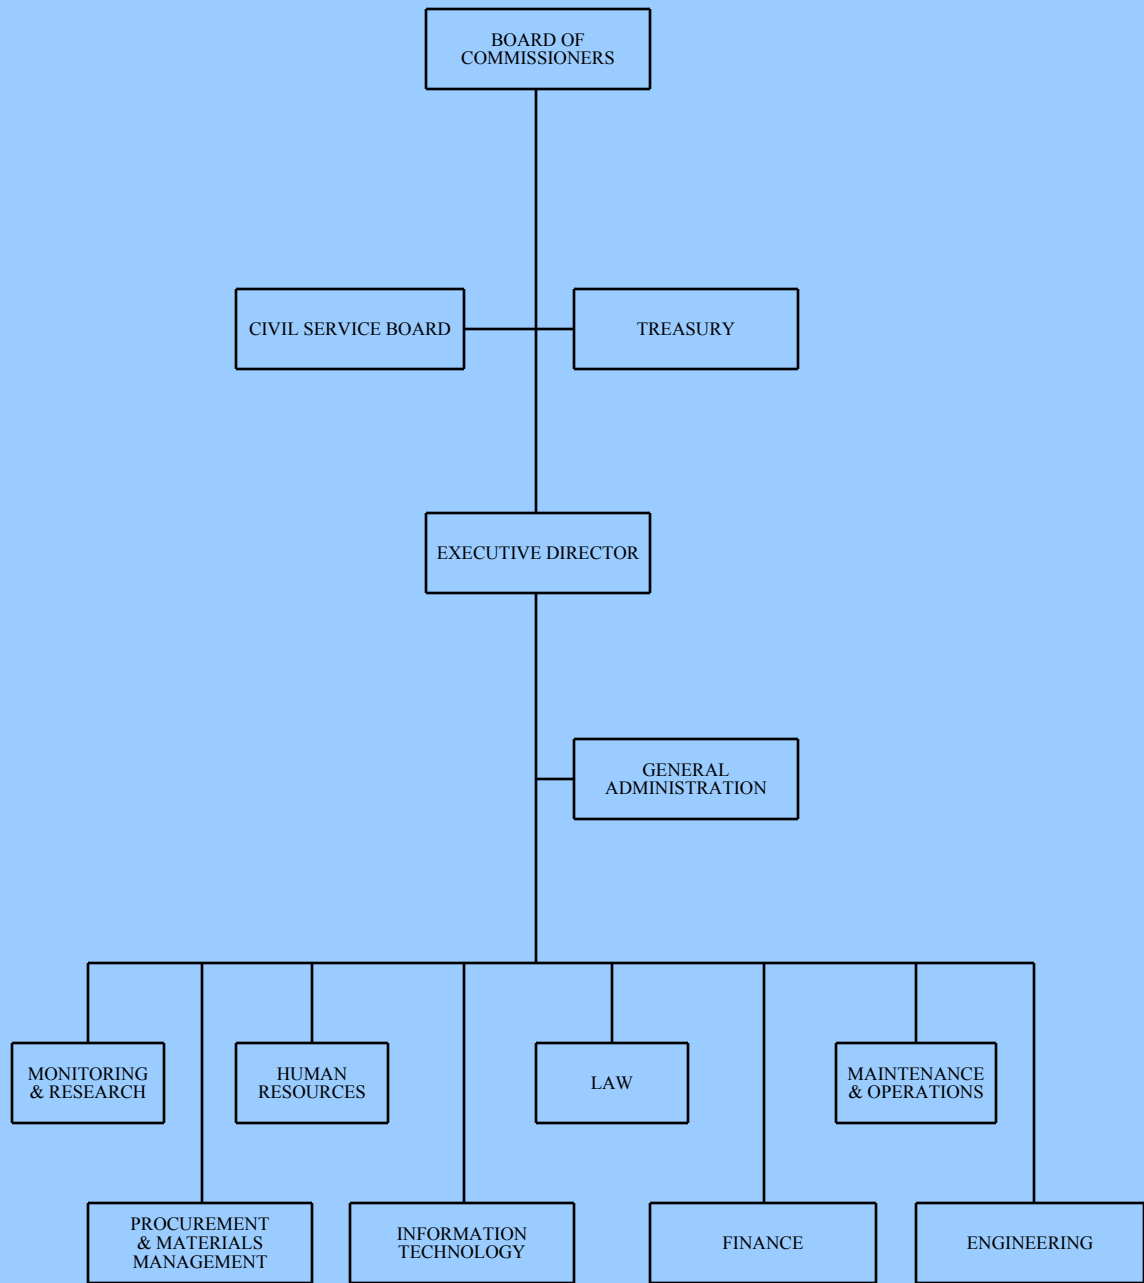 BOARD OF
COMMISSIONERS
CIVIL SERVICE BOARD
TREASURY
EXECUTIVE DIRECTOR
GENERAL
ADMINISTRATION
MONITORING
& RESEARCH
HUMAN
RESOURCES
LAW
MAINTENANCE
& OPERATIONS
PROCUREMENT
& MATERIALS
MANAGEMENT
INFORMATION
TECHNOLOGY
FINANCE
ENGINEERING